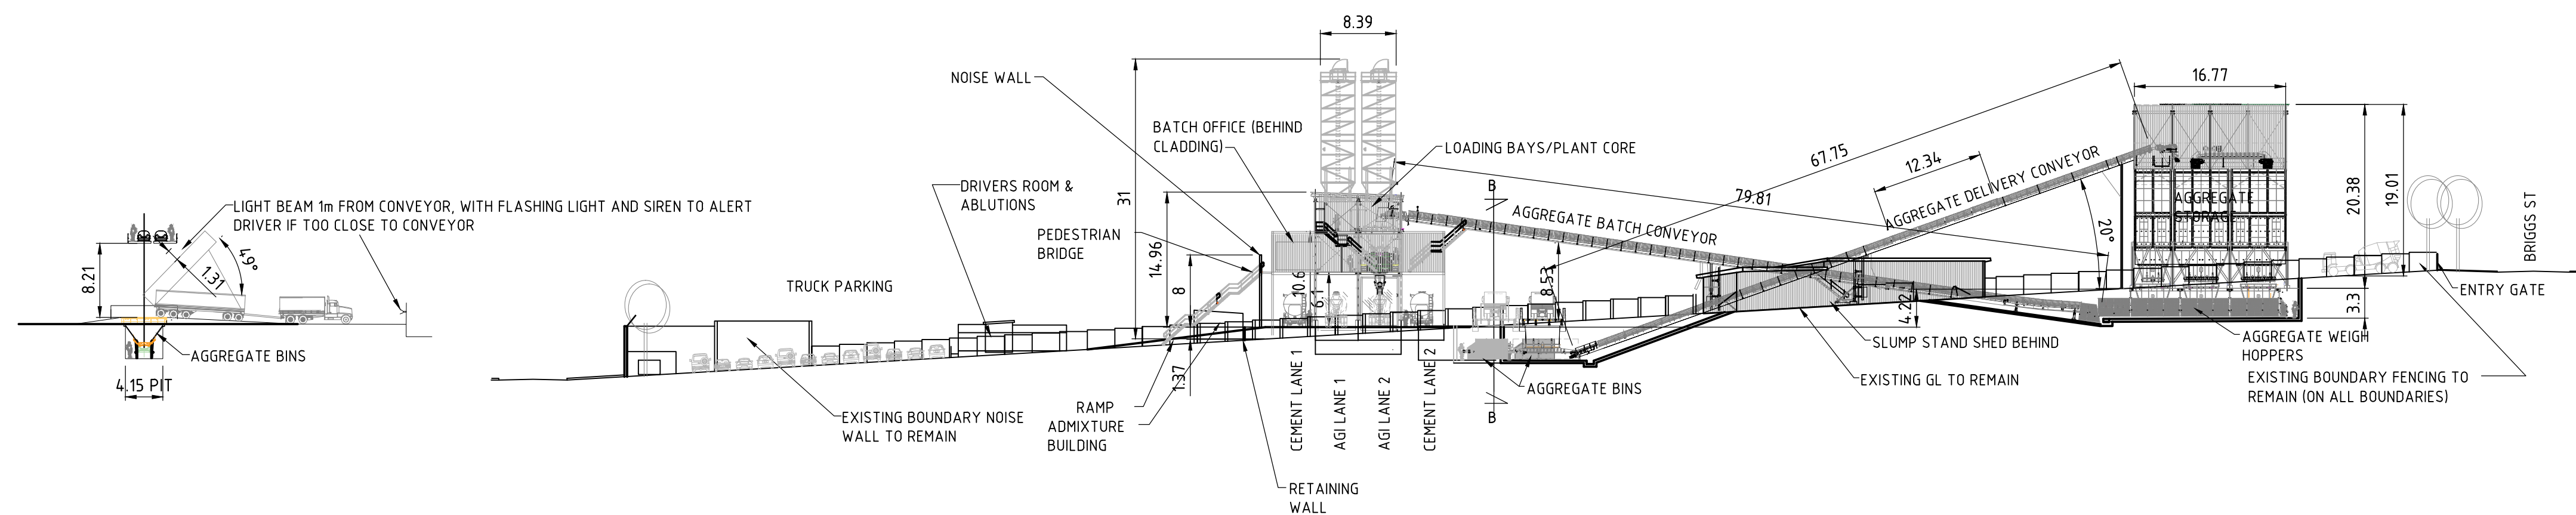 8.39
NOISE WALL
16.77
BATCH OFFICE (BEHIND
CLADDING)
LOADING BAYS/PLANT CORE
67.75
12.34
79.81
AGGREGATE DELIVERY CONVEYOR
AGGREGATE BATCH CONVEYOR
31
14.96
DRIVERS ROOM &
ABLUTIONS
LIGHT BEAM 1m FROM CONVEYOR, WITH FLASHING LIGHT AND SIREN TO ALERT
DRIVER IF TOO CLOSE TO CONVEYOR
B
AGGREGATE
STORAGE
20.38
19.01
BRIGGS ST
20°
PEDESTRIAN
BRIDGE
49°
1.31
8.21
TRUCK PARKING
8
10.6
6.1
8.53
4.22
3.3
ENTRY GATE
AGGREGATE BINS
4.15 PIT
1.37
AGGREGATE WEIGH
HOPPERS
SLUMP STAND SHED BEHIND
EXISTING GL TO REMAIN
EXISTING BOUNDARY FENCING TO
REMAIN (ON ALL BOUNDARIES)
AGGREGATE BINS
CEMENT LANE 1
AGI LANE 1
AGI LANE 2
CEMENT LANE 2
B
EXISTING BOUNDARY NOISE
WALL TO REMAIN
RAMP
ADMIXTURE
BUILDING
RETAINING
WALL